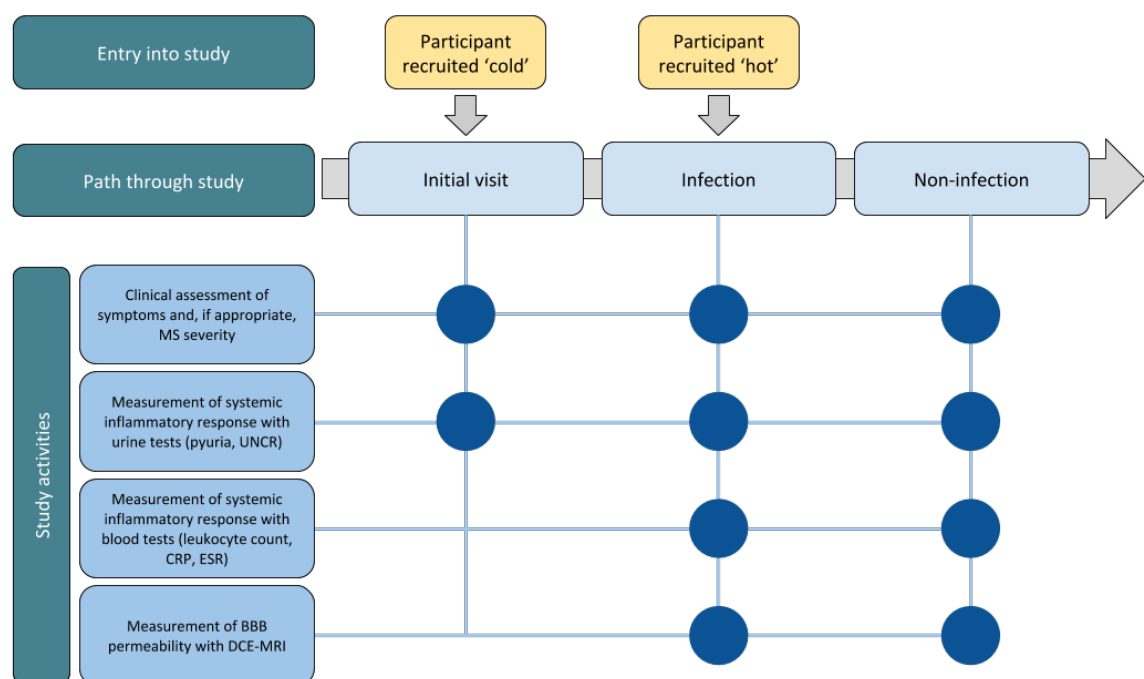 Entry into study
Participant
recruited ‘cold’
Participant
recruited ‘hot’
Path through study
Initial visit
Infection
Non-infection
Study activities
Clinical assessment of
symptoms and, if appropriate,
MS severity
Measurement of systemic
inflammatory response with
urine tests (pyuria, UNCR)
Measurement of systemic
inflammatory response with
blood tests (leukocyte count,
CRP, ESR)
Measurement of BBB
permeability with DCE-MRI